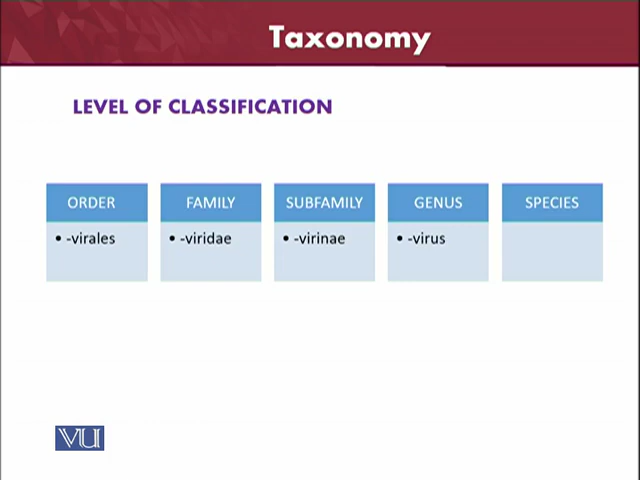 Taxonomy
LEVEL OF CLASSIFICATION
ORDER FAMILY SUBFAMILY GENUS SPECIES
• -virales • -viridae • -virinae • -virus
VU